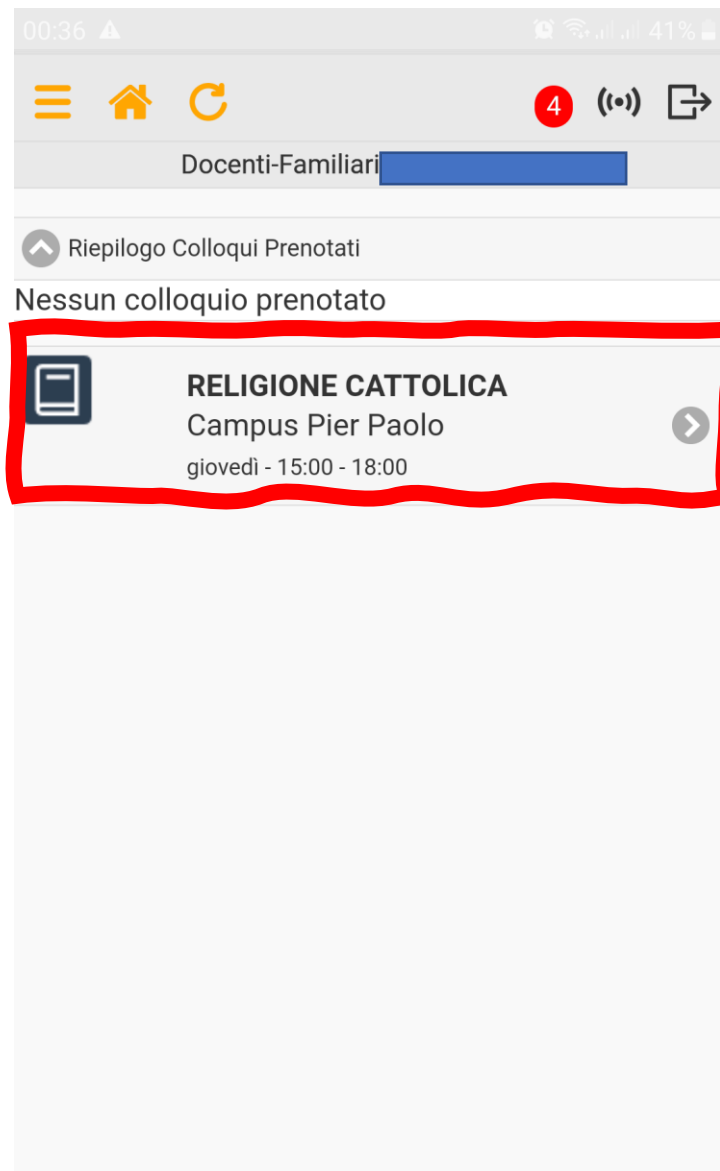 00:36
41%
4
Docenti-Familiari
Riepilogo Colloqui Prenotati
Nessun colloquio prenotato
RELIGIONE CATTOLICA
Campus Pier Paolo
giovedì - 15:00 - 18:00